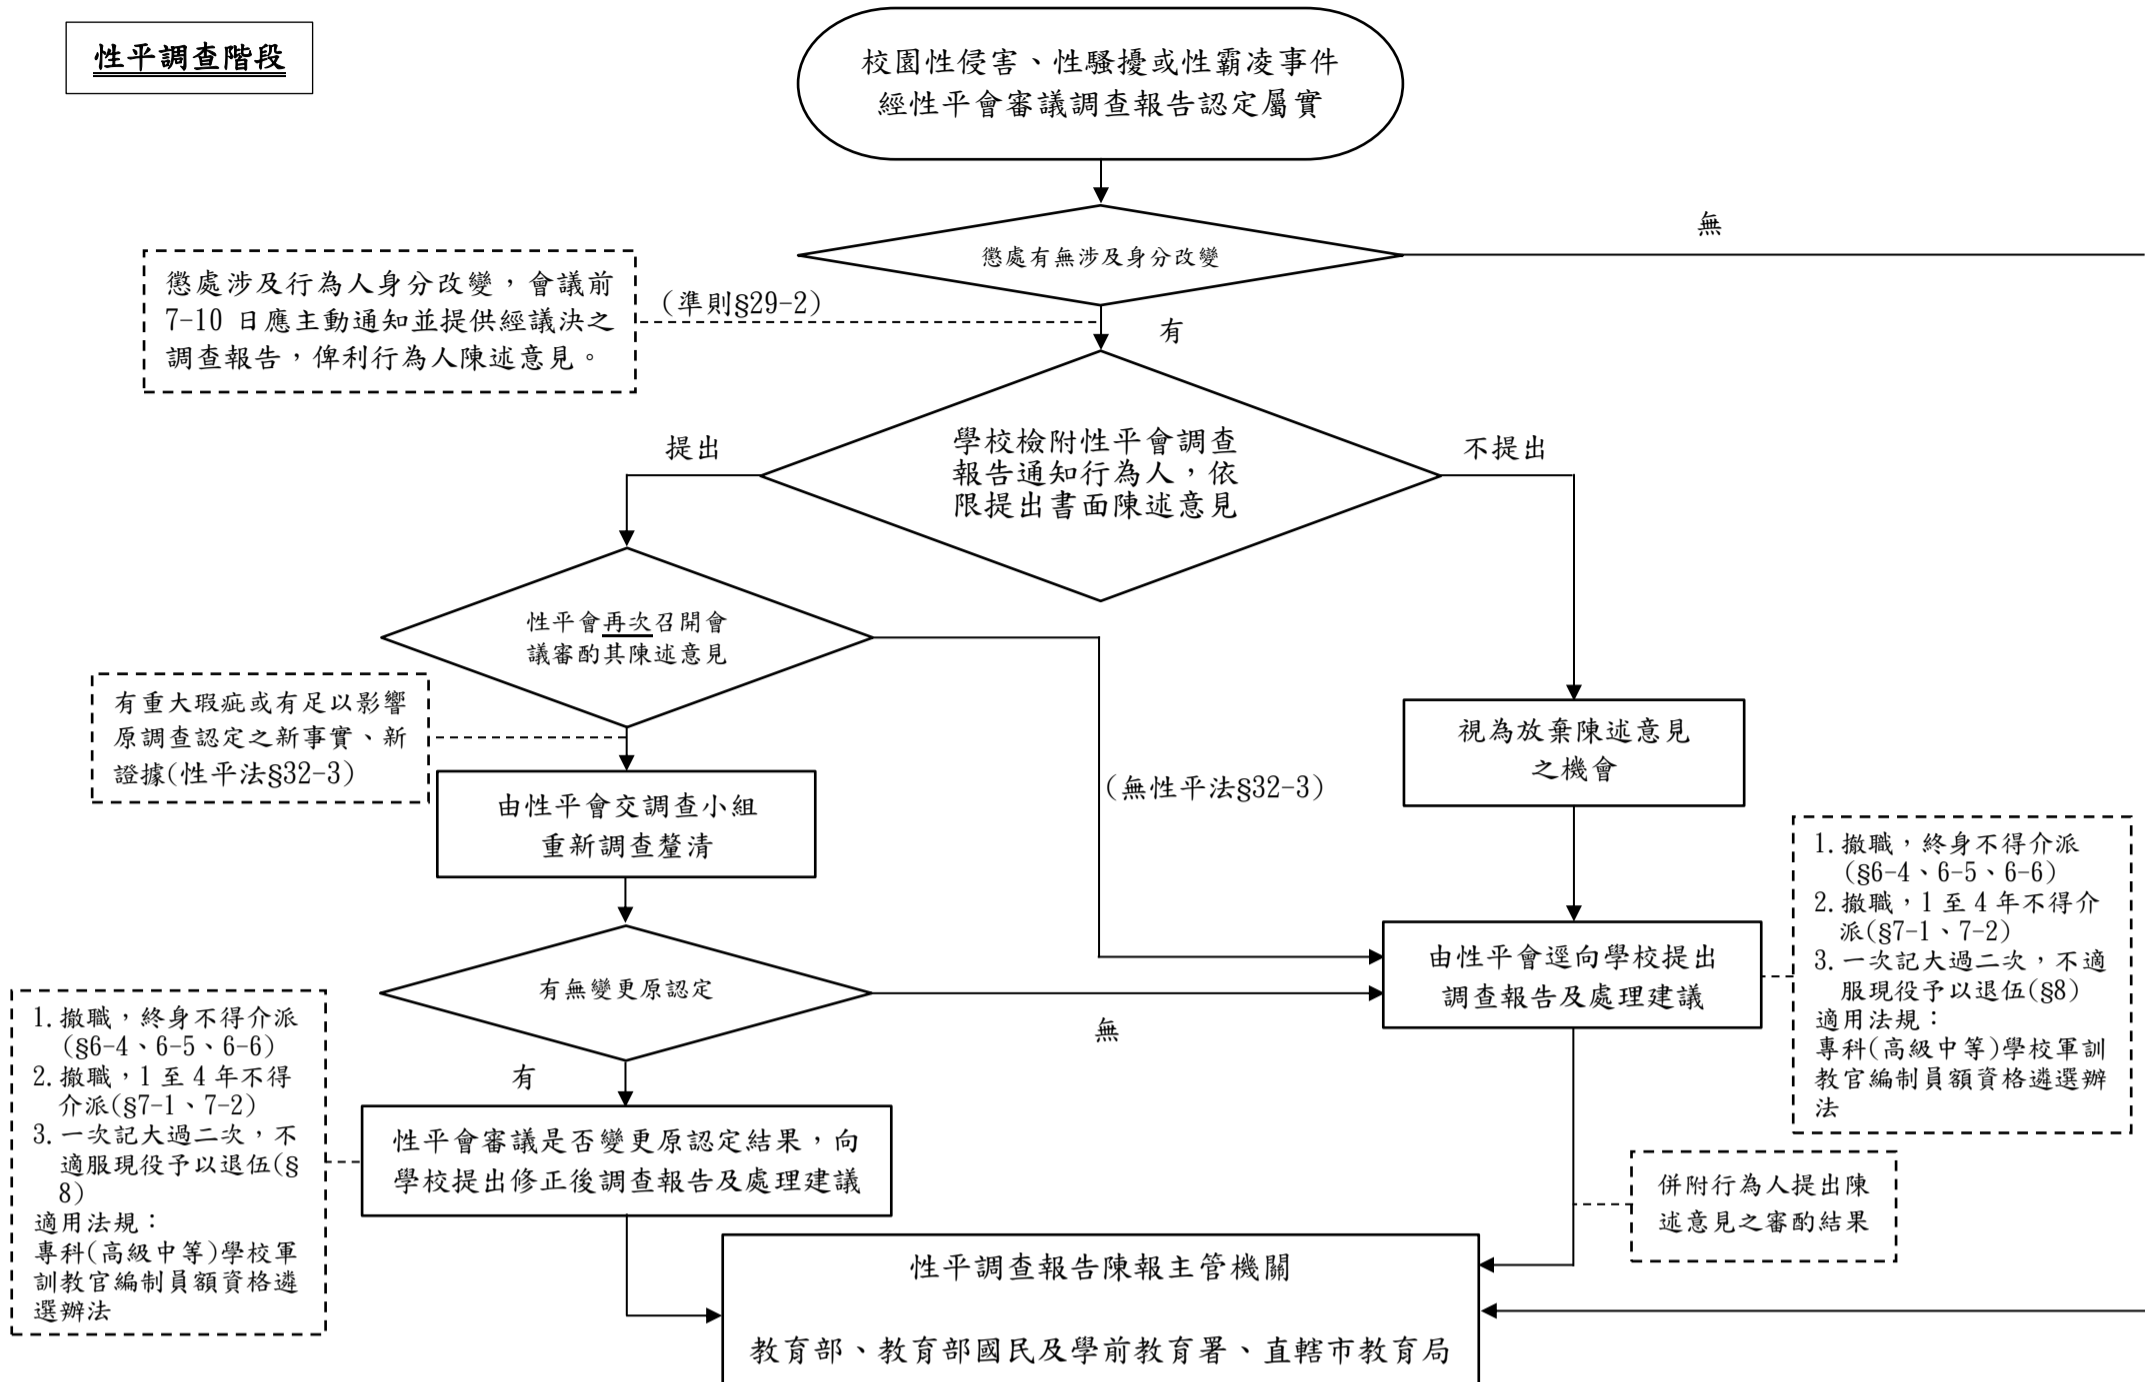 性平調查階段
校園性侵害、性騷擾或性霸凌事件
經性平會審議調查報告認定屬實
懲處有無涉及身分改變
無
懲處涉及行為人身分改變，會議前
7-10 日應主動通知並提供經議決之
調查報告，俾利行為人陳述意見。
(準則§29-2)
有
學校檢附性平會調查
報告通知行為人，依
限提出書面陳述意見
提出
不提出
性平會再次召開會
議審酌其陳述意見
有重大瑕疵或有足以影響
原調查認定之新事實、新
證據(性平法§32-3)
(無性平法§32-3)
視為放棄陳述意見
之機會
由性平會交調查小組
重新調查釐清
1. 撤職，終身不得介派
(§6-4、6-5、6-6)
2. 撤職，1 至 4 年不得介
派(§7-1、7-2)
3. 一次記大過二次，不適
服現役予以退伍(§8)
適用法規：
專科(高級中等)學校軍訓
教官編制員額資格遴選辦
法
由性平會逕向學校提出
調查報告及處理建議
有無變更原認定
無
有
1. 撤職，終身不得介派
(§6-4、6-5、6-6)
2. 撤職，1 至 4 年不得
介派(§7-1、7-2)
3. 一次記大過二次，不
適服現役予以退伍(§
8)
適用法規：
專科(高級中等)學校軍
訓教官編制員額資格遴
選辦法
性平會審議是否變更原認定結果，向
學校提出修正後調查報告及處理建議
併附行為人提出陳
述意見之審酌結果
性平調查報告陳報主管機關
教育部、教育部國民及學前教育署、直轄市教育局